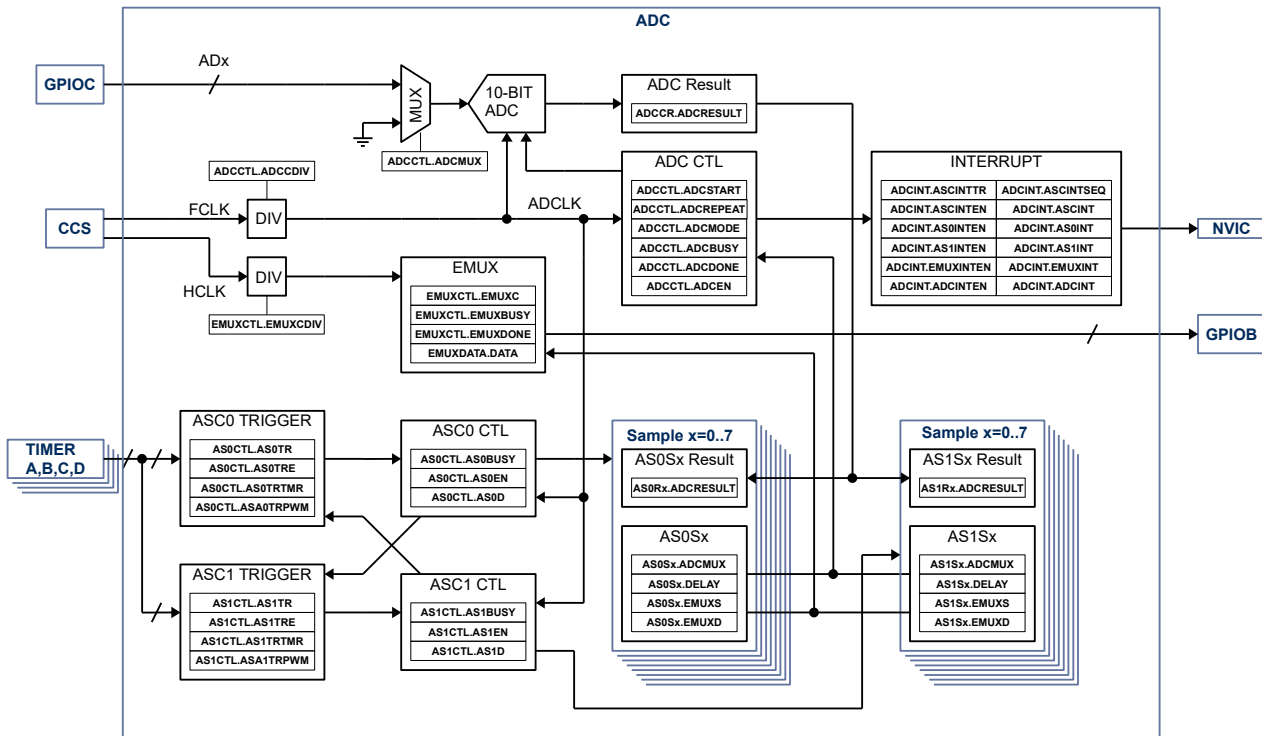 ADC
GPIOC
ADx
MUX
10-BIT
ADC
ADC Result
ADCCR.ADCRESULT
ADCCTL.ADCMUX
ADCCTL.ADCCDIV
CCS
FCLK
DIV
ADCLK
HCLK
DIV
EMUXCTL.EMUXCDIV
ADC CTL
ADCCTL.ADCSTART
ADCCTL.ADCREPEAT
ADCCTL.ADCMODE
ADCCTL.ADCBUSY
ADCCTL.ADCDONE
ADCCTL.ADCEN
INTERRUPT
ADCINT.ASCINTTR ADCINT.ASCINTSEQ
ADCINT.ASCINTEN ADCINT.ASCINT
ADCINT.AS0INTEN ADCINT.AS0INT
ADCINT.AS1INTEN ADCINT.AS1INT
ADCINT.EMUXINTEN ADCINT.EMUXINT
ADCINT.ADCINTEN ADCINT.ADCINT
NVIC
EMUX
EMUXCTL.EMUXC
EMUXCTL.EMUXBUSY
EMUXCTL.EMUXDONE
EMUXDATA.DATA
GPIOB
TIMER
A,B,C,D
ASC0 TRIGGER
AS0CTL.AS0TR
AS0CTL.AS0TRE
AS0CTL.AS0TRTMR
AS0CTL.ASA0TRPWM
ASC0 CTL
AS0CTL.AS0BUSY
AS0CTL.AS0EN
AS0CTL.AS0D
ASC1 TRIGGER
AS1CTL.AS1TR
AS1CTL.AS1TRE
AS1CTL.AS1TRTMR
AS1CTL.ASA1TRPWM
ASC1 CTL
AS1CTL.AS1BUSY
AS1CTL.AS1EN
AS1CTL.AS1D
Sample x=0..7
AS0Sx Result
AS0Rx.ADCRESULT
AS0Sx
AS0Sx.ADCMUX
AS0Sx.DELAY
AS0Sx.EMUXS
AS0Sx.EMUXD
Sample x=0..7
AS1Sx Result
AS1Rx.ADCRESULT
AS1Sx
AS1Sx.ADCMUX
AS1Sx.DELAY
AS1Sx.EMUXS
AS1Sx.EMUXD